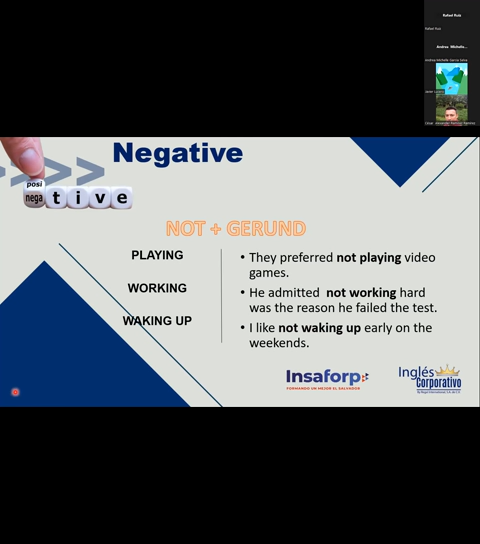 Rafael Ruiz
Rafael Ruiz
Andrea Michelle...
Negative
posi
nega t i v e
NOT + GERUND
PLAYING
WORKING
WAKING UP
• They preferred not playing video
games.
• He admitted not working hard
was the reason he failed the test.
• I like not waking up early on the
weekends.
Insaforp
FORMANDO UN MEJOR EL SALVADOR
Inglés
Corporativo